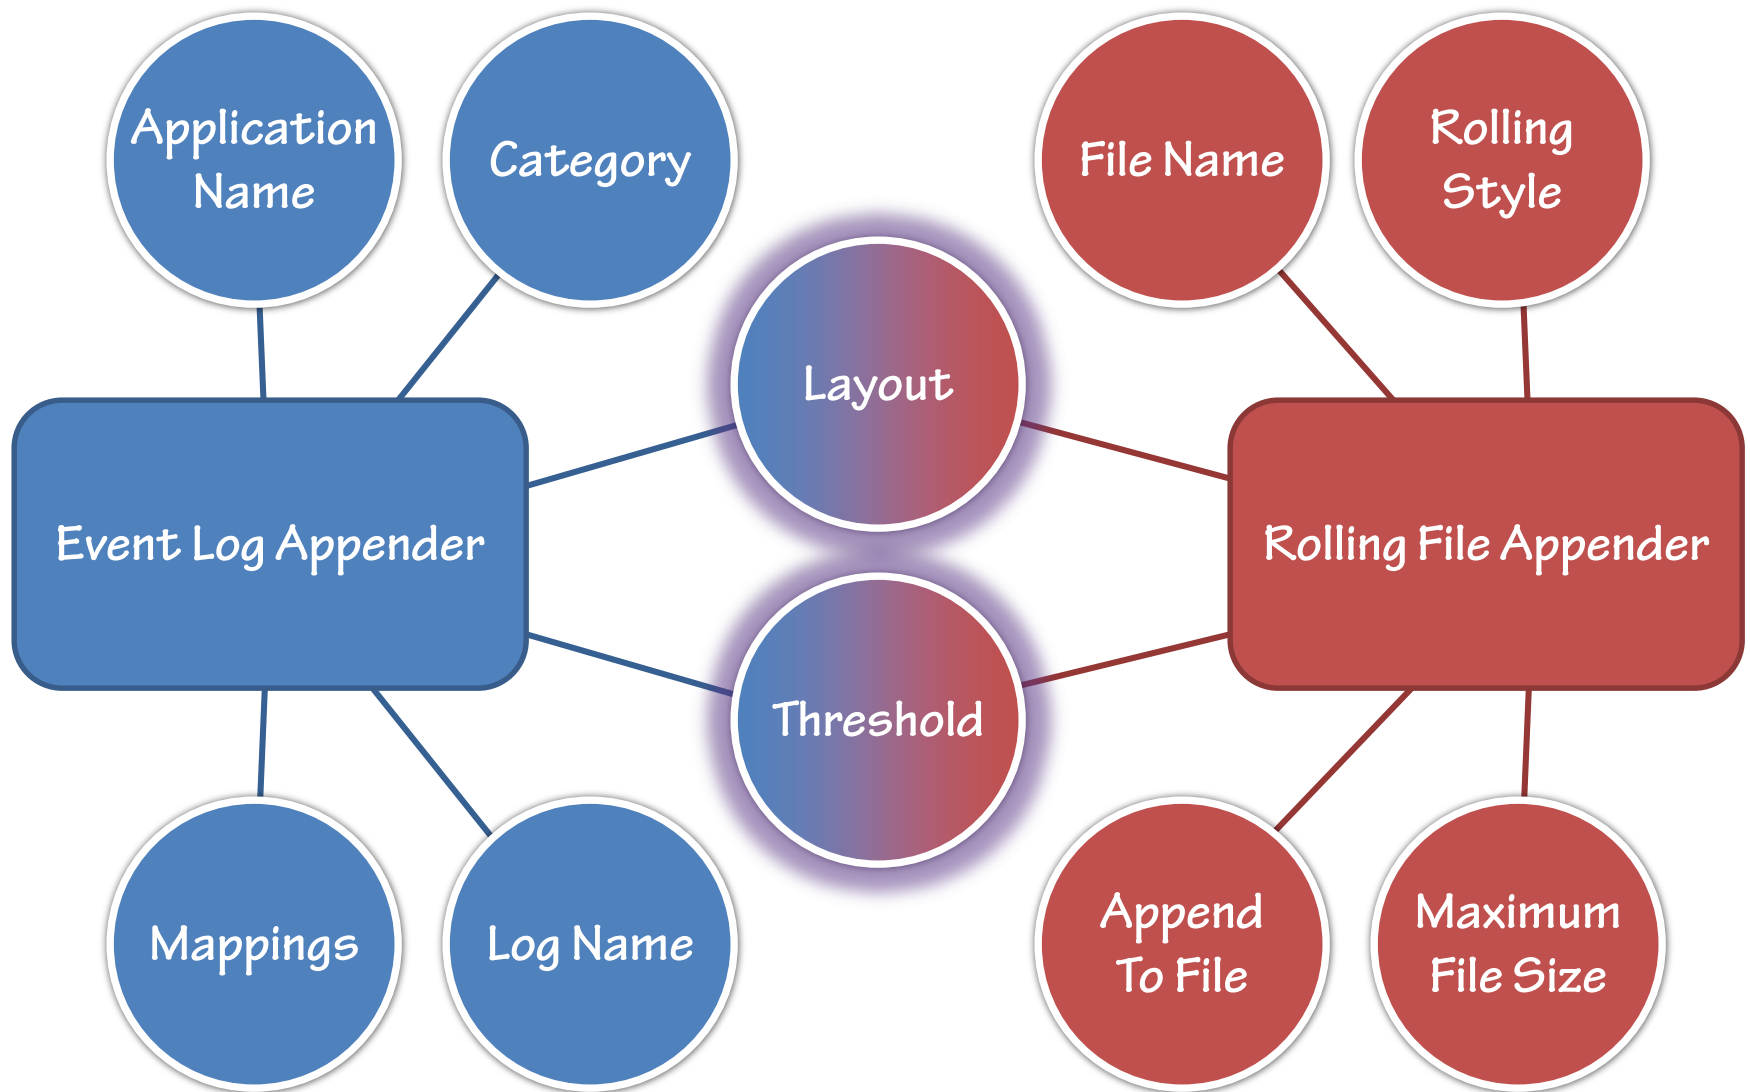 Application
Name
Category
File Name
Rolling
Style
Layout
Event Log Appender
Rolling File Appender
Threshold
Mappings
Log Name
Append
To File
Maximum
File Size